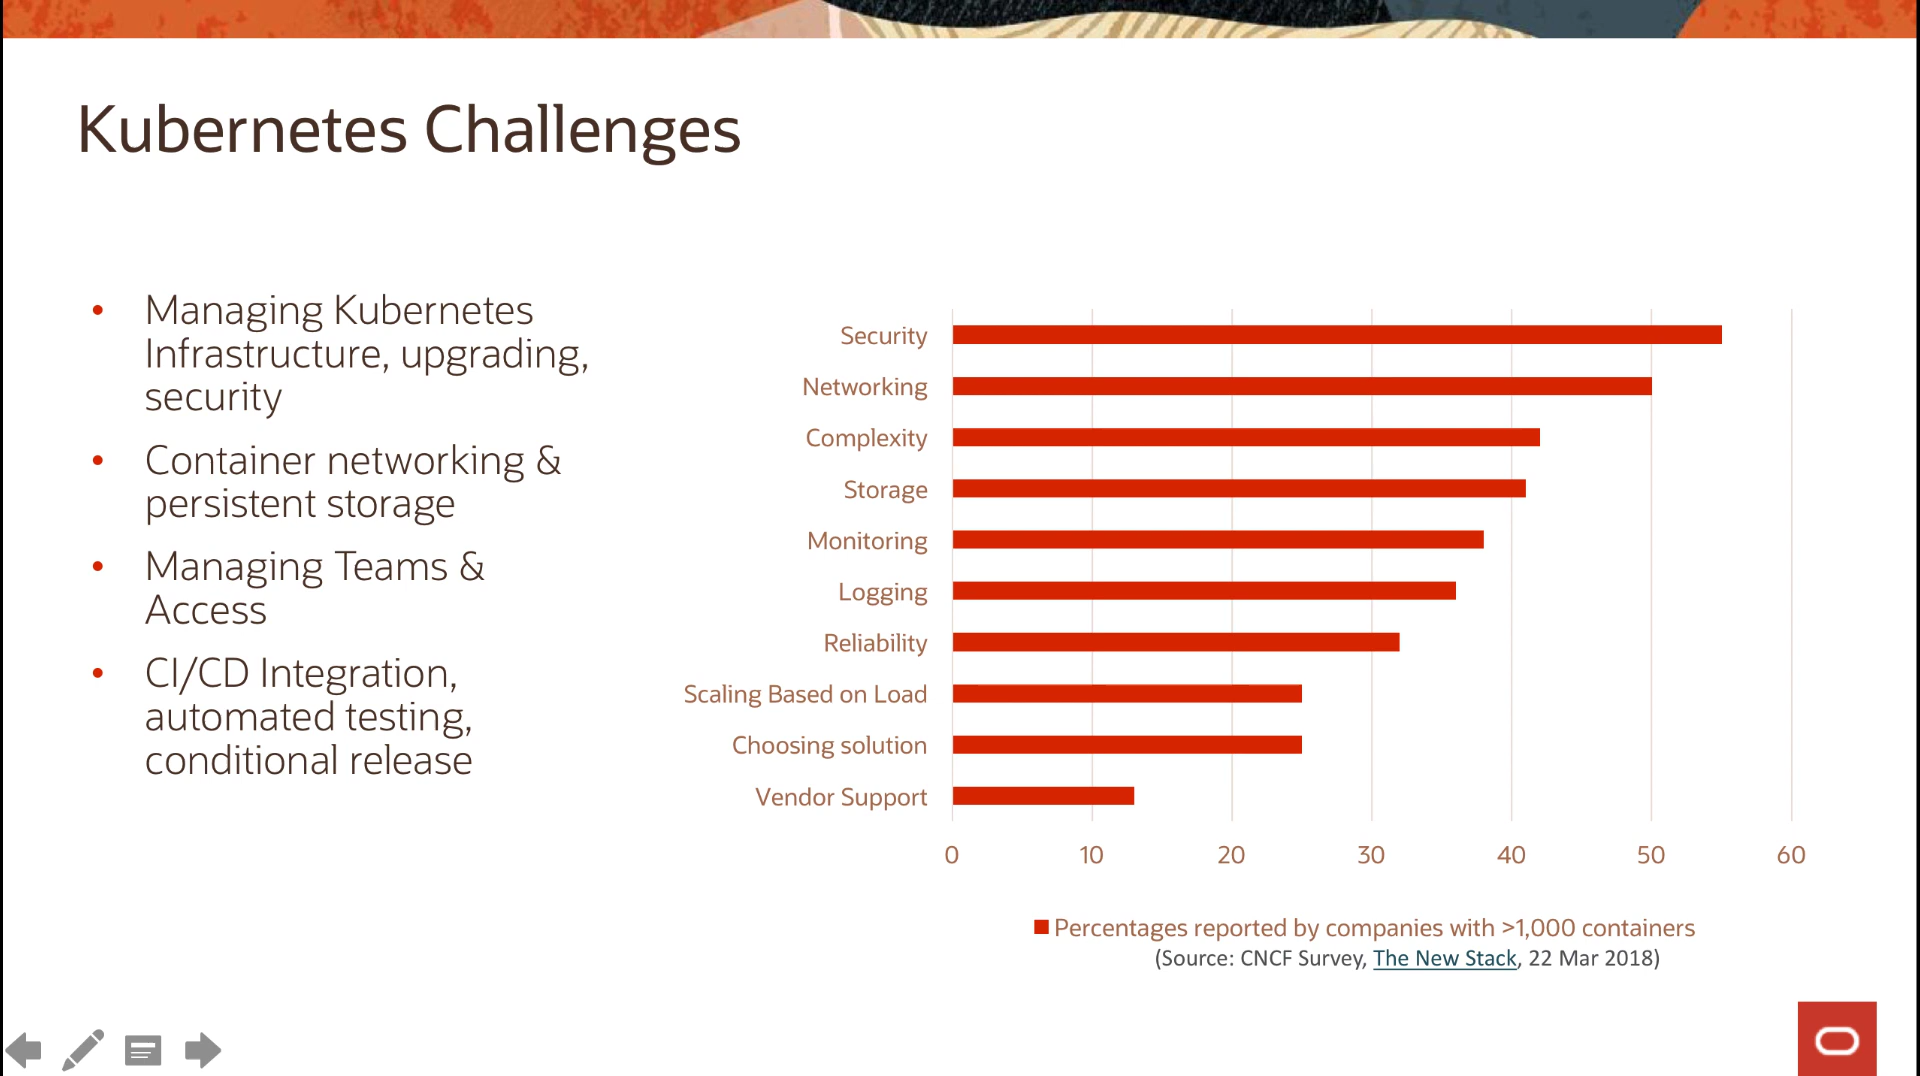 Kubernetes Challenges
• Managing Kubernetes
Infrastructure, upgrading,
security
• Container networking &
persistent storage
• Managing Teams &
Access
• CI/CD Integration,
automated testing,
conditional release
Security
Networking
Complexity
Storage
Monitoring
Logging
Reliability
Scaling Based on Load
Choosing solution
Vendor Support
0 10 20 30 40 50 60
Percentages reported by companies with >1,000 containers
(Source: CNCF Survey, The New Stack, 22 Mar 2018)